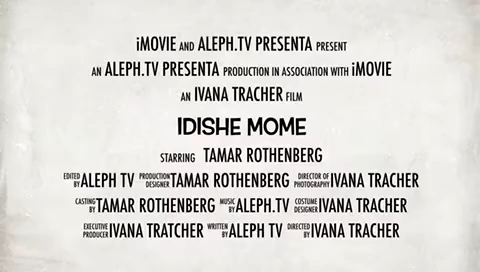 iMOVIE AND ALEPH.TV PRESENTA PRESENT
AN ALEPH.TV PRESENTA PRODUCTION IN ASSOCIATION WITH iMOVIE
AN IVANA TRACHER FILM
IDISHE MOME
STARRING TAMAR ROTHENBERG
EDITED BY ALEPH TV PRODUCTION DESIGNER TAMAR ROTHENBERG DIRECTOR OF PHOTOGRAPHY IVANA TRACHER
CASTING BY TAMAR ROTHENBERG MUSIC BY ALEPH.TV COSTUME DESIGNER IVANA TRACHER
EXECUTIVE PRODUCER IVANA TRATCHER WRITTEN BY ALEPH TV DIRECTED BY IVANA TRACHER